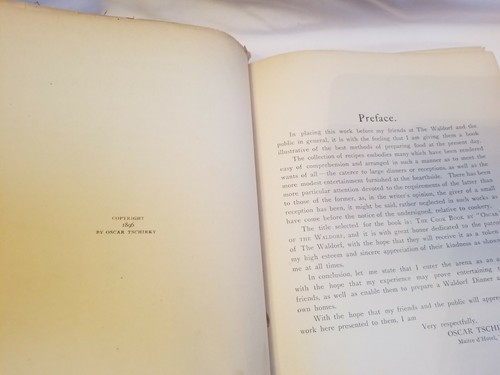 COPYRIGHT
1896
BY OSCAR TSCHIRKY
Preface.
In placing this work before my friends at The Waldorf and the
public in general, it is with the feeling that I am giving them a book
illustration of the best methods of preparing food at the present day.
The collection of recipes embodies many which have been rendered
easy of comprehension and arranged in such a manner as to meet the
wants of all—the caterer to large dinners or receptions, as well as the
more modest entertainment furnished at the hearthside. There has been
more particular attention devoted to the requirements of the latter than
to those of the former, as, in the writer's opinion, the giver of a small
reception has been, it might be said, rather neglected in such works as
have come before the notice of the undersigned, relative to cookery.
The title selected for the book is: THE COOK BOOK BY "OSCAR"
OF THE WALDORF, and it is with great home dedicated to the patrons
of The Waldorf, with the hope that they will receive it as a token
my high esteem and sincere appreciation of their kindness as shown
me at all times.
In conclusion, let me state that I enter the arena as an
with the hope that my experience may prove entertaining
friends, as well as enable them to prepare a Waldorf Dinner
own homes.
With the hope that my friends and the public will appre
work here presented to them, I am
Very respectfully,
OSCAR TSCHI
Maitre d'Hotel,